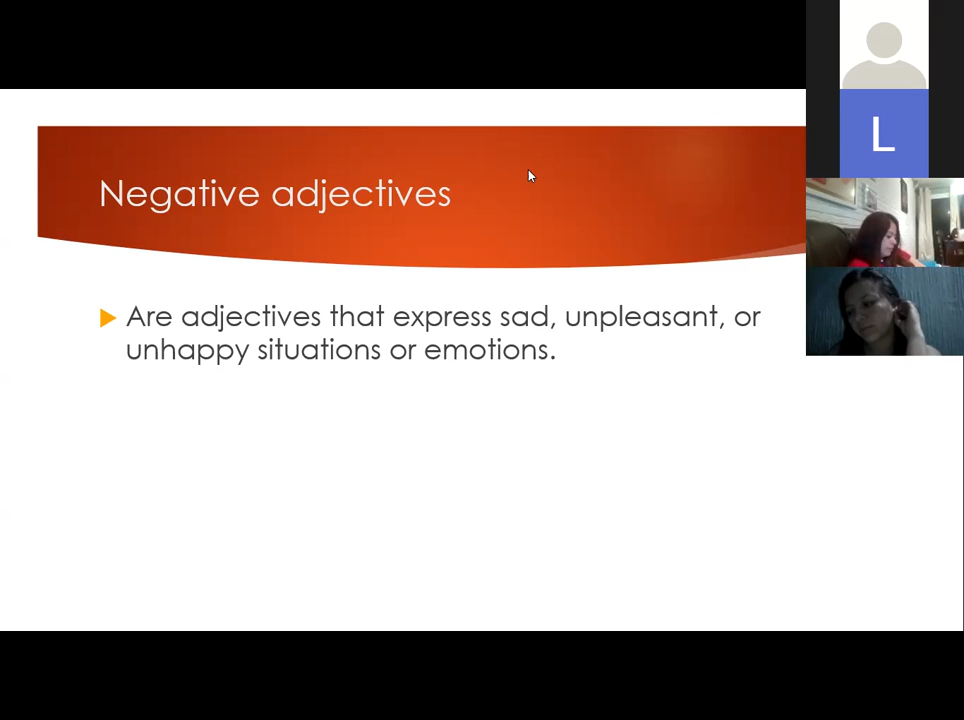 Negative adjectives
Are adjectives that express sad, unpleasant, or
unhappy situations or emotions.
L